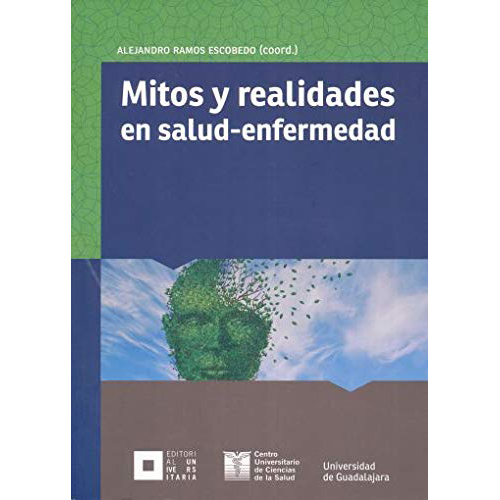 ALEJANDRO RAMOS ESCOBEDO (coord.)
Mitos y realidades
en salud-enfermedad
EDITORI
AL UN
IVE RS
ITARIA
Centro
Universitario
de Ciencias
de la Salud
Universidad
de Guadalajara